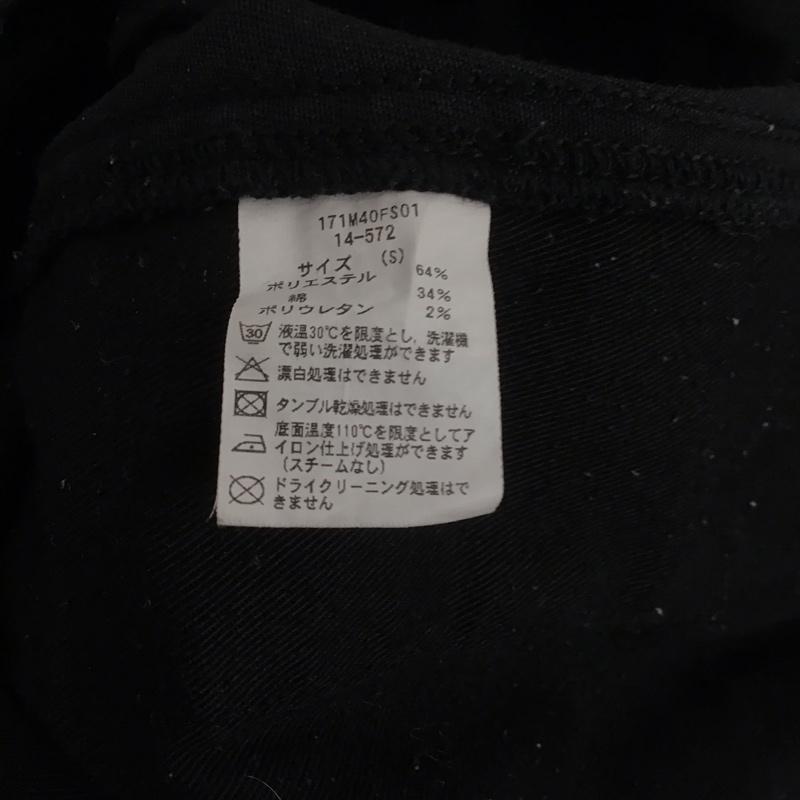 171M40FS01
14-572
サイズ (S)
ポリエステル 64%
綿 34%
ポリウレタン 2%
30 液温30℃を限度とし、洗濯機
で弱い洗濯処理ができます
漂白処理はできません
タンブル乾燥処理はできません
底面温度110℃を限度としてア
イロン仕上げ処理ができます
(スチームなし)
ドライクリーニング処理はで
きません